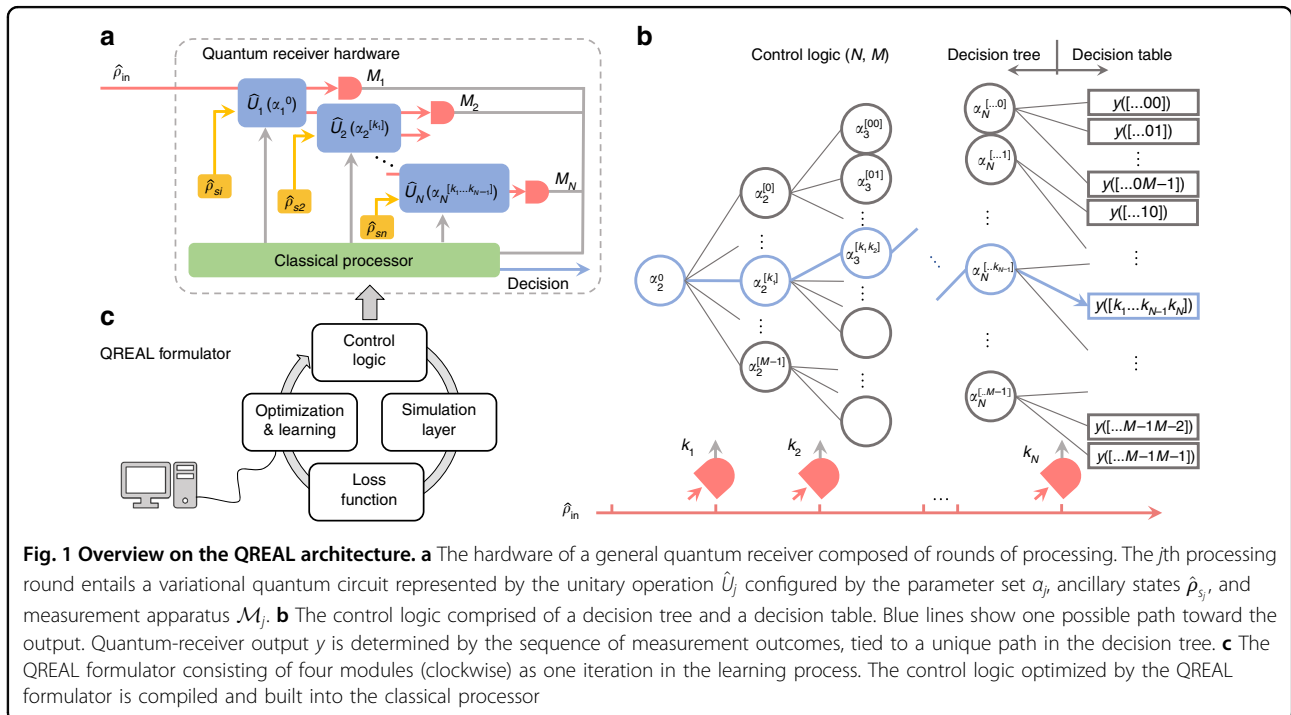 a
Quantum receiver hardware
ρ̂in
M1
Û1(α1^0)
M2
Û2(α2^[k1])
⋱
MN
ÛN(αN^[k1...kN−1])
ρ̂si
ρ̂s2
ρ̂sn
Classical processor
Decision
b
Control logic (N, M)
Decision tree
Decision table
α3^[00]
α3^[01]
α2^[0]
⋮
α3^[k1k2]
α2^0
α2^[k1]
⋮
α2^[M−1]
⋮
αN^[...0]
αN^[...1]
⋮
αN^[..kN−1]
⋮
αN^[..M−1]
y([...00])
y([...01])
⋮
y([...0M−1])
y([...10])
⋮
y([k1...kN−1kN])
⋮
y([...M−1M−2])
y([...M−1M−1])
k1
k2
kN
ρ̂in
...
c
QREAL formulator
Control
logic
Optimization
& learning
Simulation
layer
Loss
function
Fig. 1 Overview on the QREAL architecture. a The hardware of a general quantum receiver composed of rounds of processing. The jth processing
round entails a variational quantum circuit represented by the unitary operation Ûj configured by the parameter set αj, ancillary states ρ̂sj, and
measurement apparatus Mj. b The control logic comprised of a decision tree and a decision table. Blue lines show one possible path toward the
output. Quantum-receiver output y is determined by the sequence of measurement outcomes, tied to a unique path in the decision tree. c The
QREAL formulator consisting of four modules (clockwise) as one iteration in the learning process. The control logic optimized by the QREAL
formulator is compiled and built into the classical processor